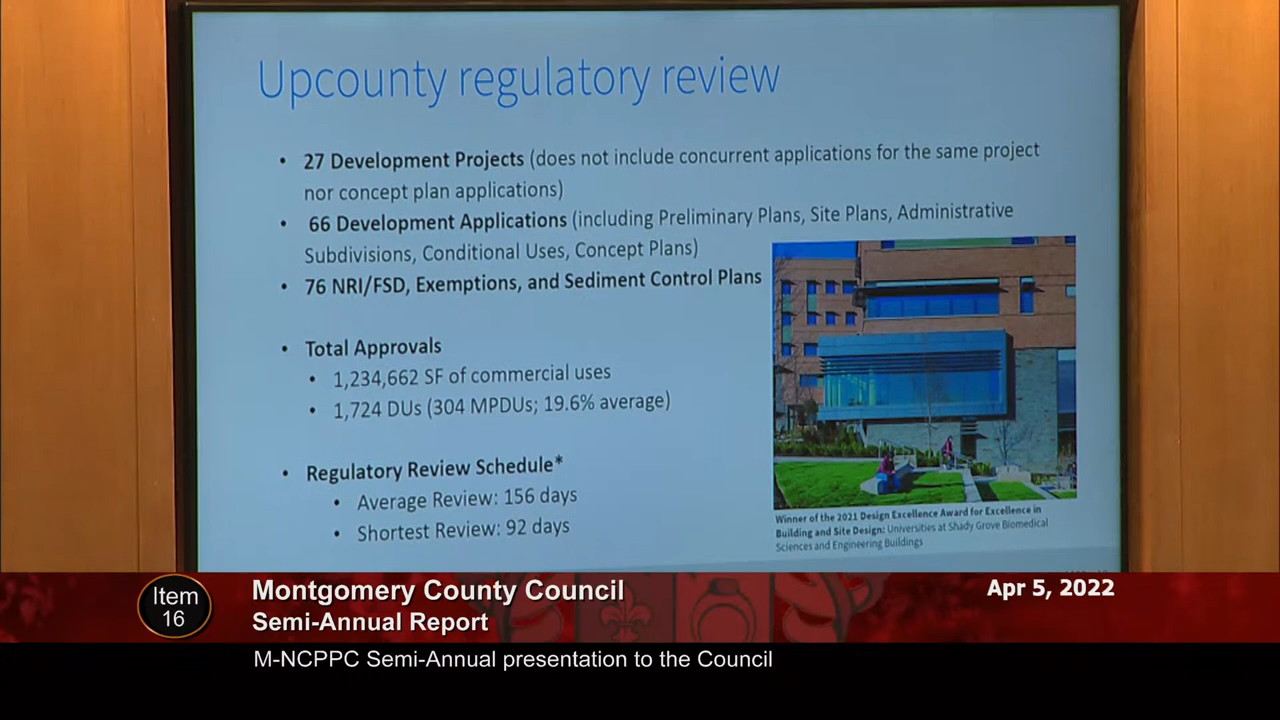 Upcounty regulatory review
• 27 Development Projects (does not include concurrent applications for the same project
nor concept plan applications)
• 66 Development Applications (including Preliminary Plans, Site Plans, Administrative
Subdivisions, Conditional Uses, Concept Plans)
• 76 NRI/FSD, Exemptions, and Sediment Control Plans
• Total Approvals
• 1,234,662 SF of commercial uses
• 1,724 DUs (304 MPDUs; 19.6% average)
• Regulatory Review Schedule*
• Average Review: 156 days
• Shortest Review: 92 days
Winner of the 2021 Design Excellence Award for Excellence in
Building and Site Design: Universities at Shady Grove Biomedical
Sciences and Engineering Buildings
Item
16
Montgomery County Council
Semi-Annual Report
Apr 5, 2022
M-NCPPC Semi-Annual presentation to the Council